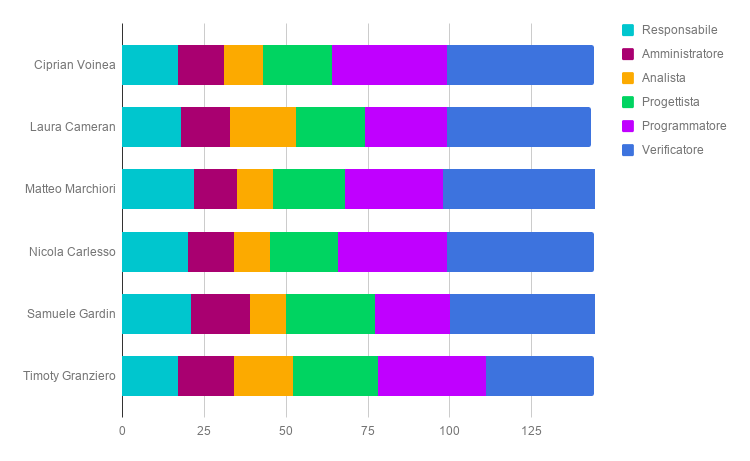 Responsabile
Amministratore
Analista
Progettista
Programmatore
Verificatore
Ciprian Voinea
Laura Cameran
Matteo Marchiori
Nicola Carlesso
Samuele Gardin
Timoty Granziero
0 25 50 75 100 125